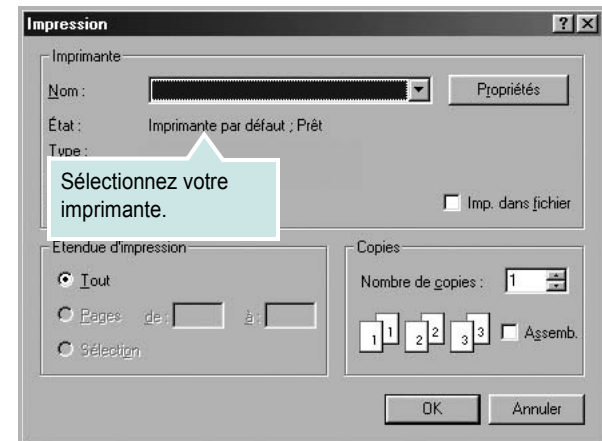 Impression
Imprimante
Nom :
Propriétés
État : Imprimante par défaut ; Prêt
Type :
Sélectionnez votre
imprimante.
Imp. dans fichier
Etendue d'impression
Tout
Pages de : à :
Sélection
Copies
Nombre de copies : 1
1 1 2 2 3 3 Assemb.
OK Annuler